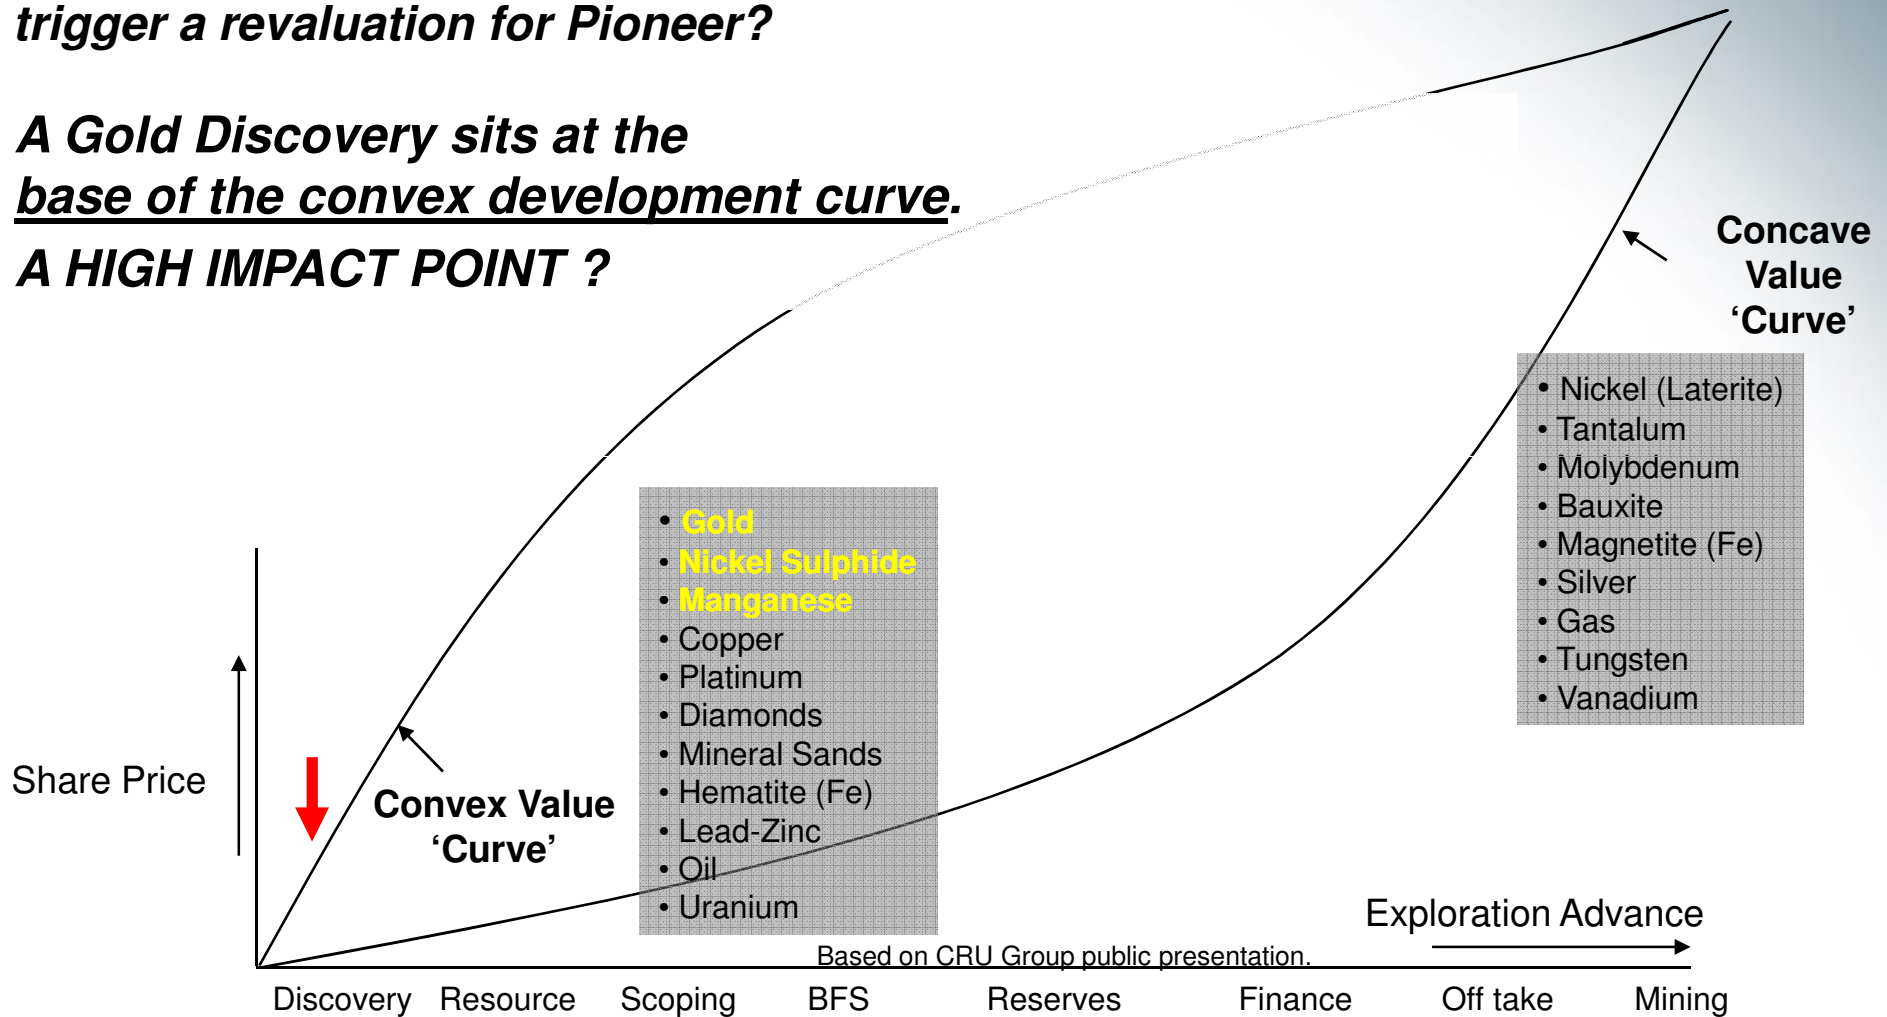 trigger a revaluation for Pioneer?
A Gold Discovery sits at the
base of the convex development curve.
A HIGH IMPACT POINT ?
Concave
Value
‘Curve’
• Nickel (Laterite)
• Tantalum
• Molybdenum
• Bauxite
• Magnetite (Fe)
• Silver
• Gas
• Tungsten
• Vanadium
• Gold
• Nickel Sulphide
• Manganese
• Copper
• Platinum
• Diamonds
• Mineral Sands
• Hematite (Fe)
• Lead-Zinc
• Oil
• Uranium
Share Price
Convex Value
‘Curve’
Exploration Advance
Based on CRU Group public presentation.
Discovery Resource Scoping BFS Reserves Finance Off take Mining